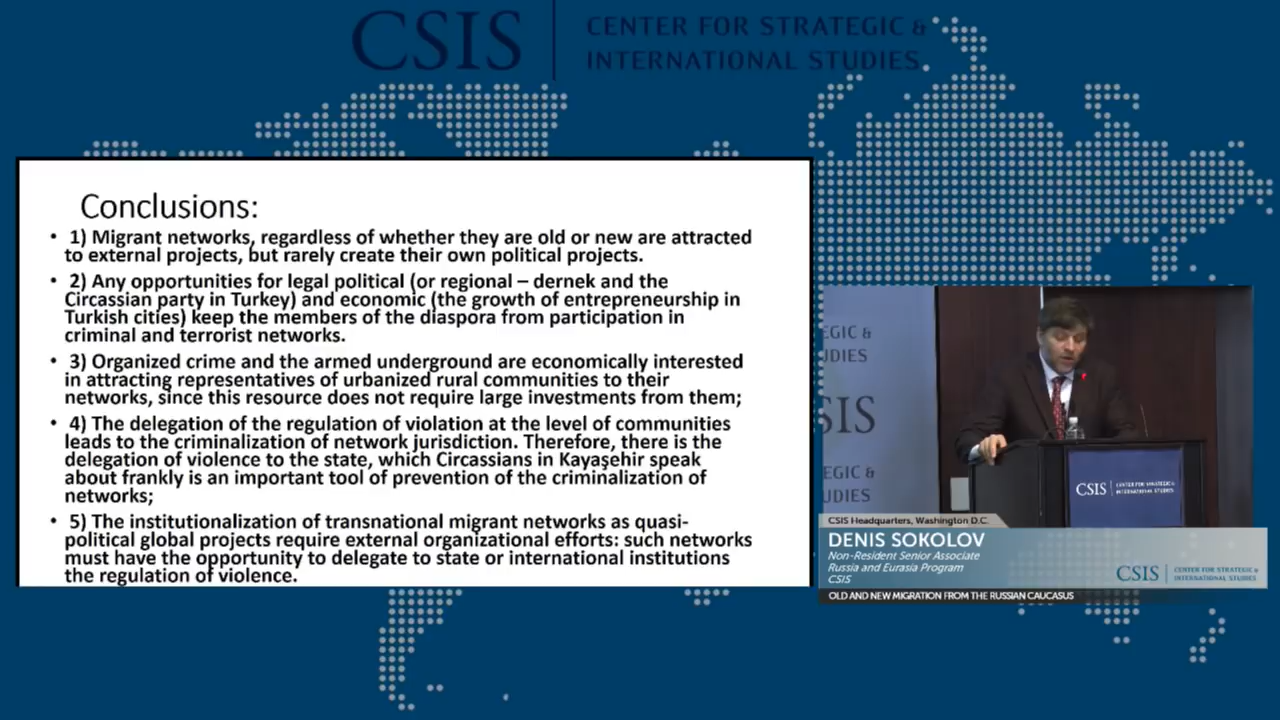 CSIS
CENTER FOR STRATEGIC &
INTERNATIONAL STUDIES
Conclusions:
• 1) Migrant networks, regardless of whether they are old or new are attracted
to external projects, but rarely create their own political projects.
• 2) Any opportunities for legal political (or regional – dernek and the
Circassian party in Turkey) and economic (the growth of entrepreneurship in
Turkish cities) keep the members of the diaspora from participation in
criminal and terrorist networks.
• 3) Organized crime and the armed underground are economically interested
in attracting representatives of urbanized rural communities to their
networks, since this resource does not require large investments from them;
• 4) The delegation of the regulation of violation at the level of communities
leads to the criminalization of network jurisdiction. Therefore, there is the
delegation of violence to the state, which Circassians in Kayaşehir speak
about frankly is an important tool of prevention of the criminalization of
networks;
• 5) The institutionalization of transnational migrant networks as quasi-
political global projects require external organizational efforts: such networks
must have the opportunity to delegate to state or international institutions
the regulation of violence.
EGIC &
UDIES
SIS
EGIC &
UDIES
CSIS
CENTER FOR STRATEGIC &
INTERNATIONAL STUDIES
CSIS Headquarters, Washington D.C.
DENIS SOKOLOV
Non-Resident Senior Associate
Russia and Eurasia Program
CSIS
CSIS
CENTER FOR STRATEGIC &
INTERNATIONAL STUDIES
OLD AND NEW MIGRATION FROM THE RUSSIAN CAUCASUS